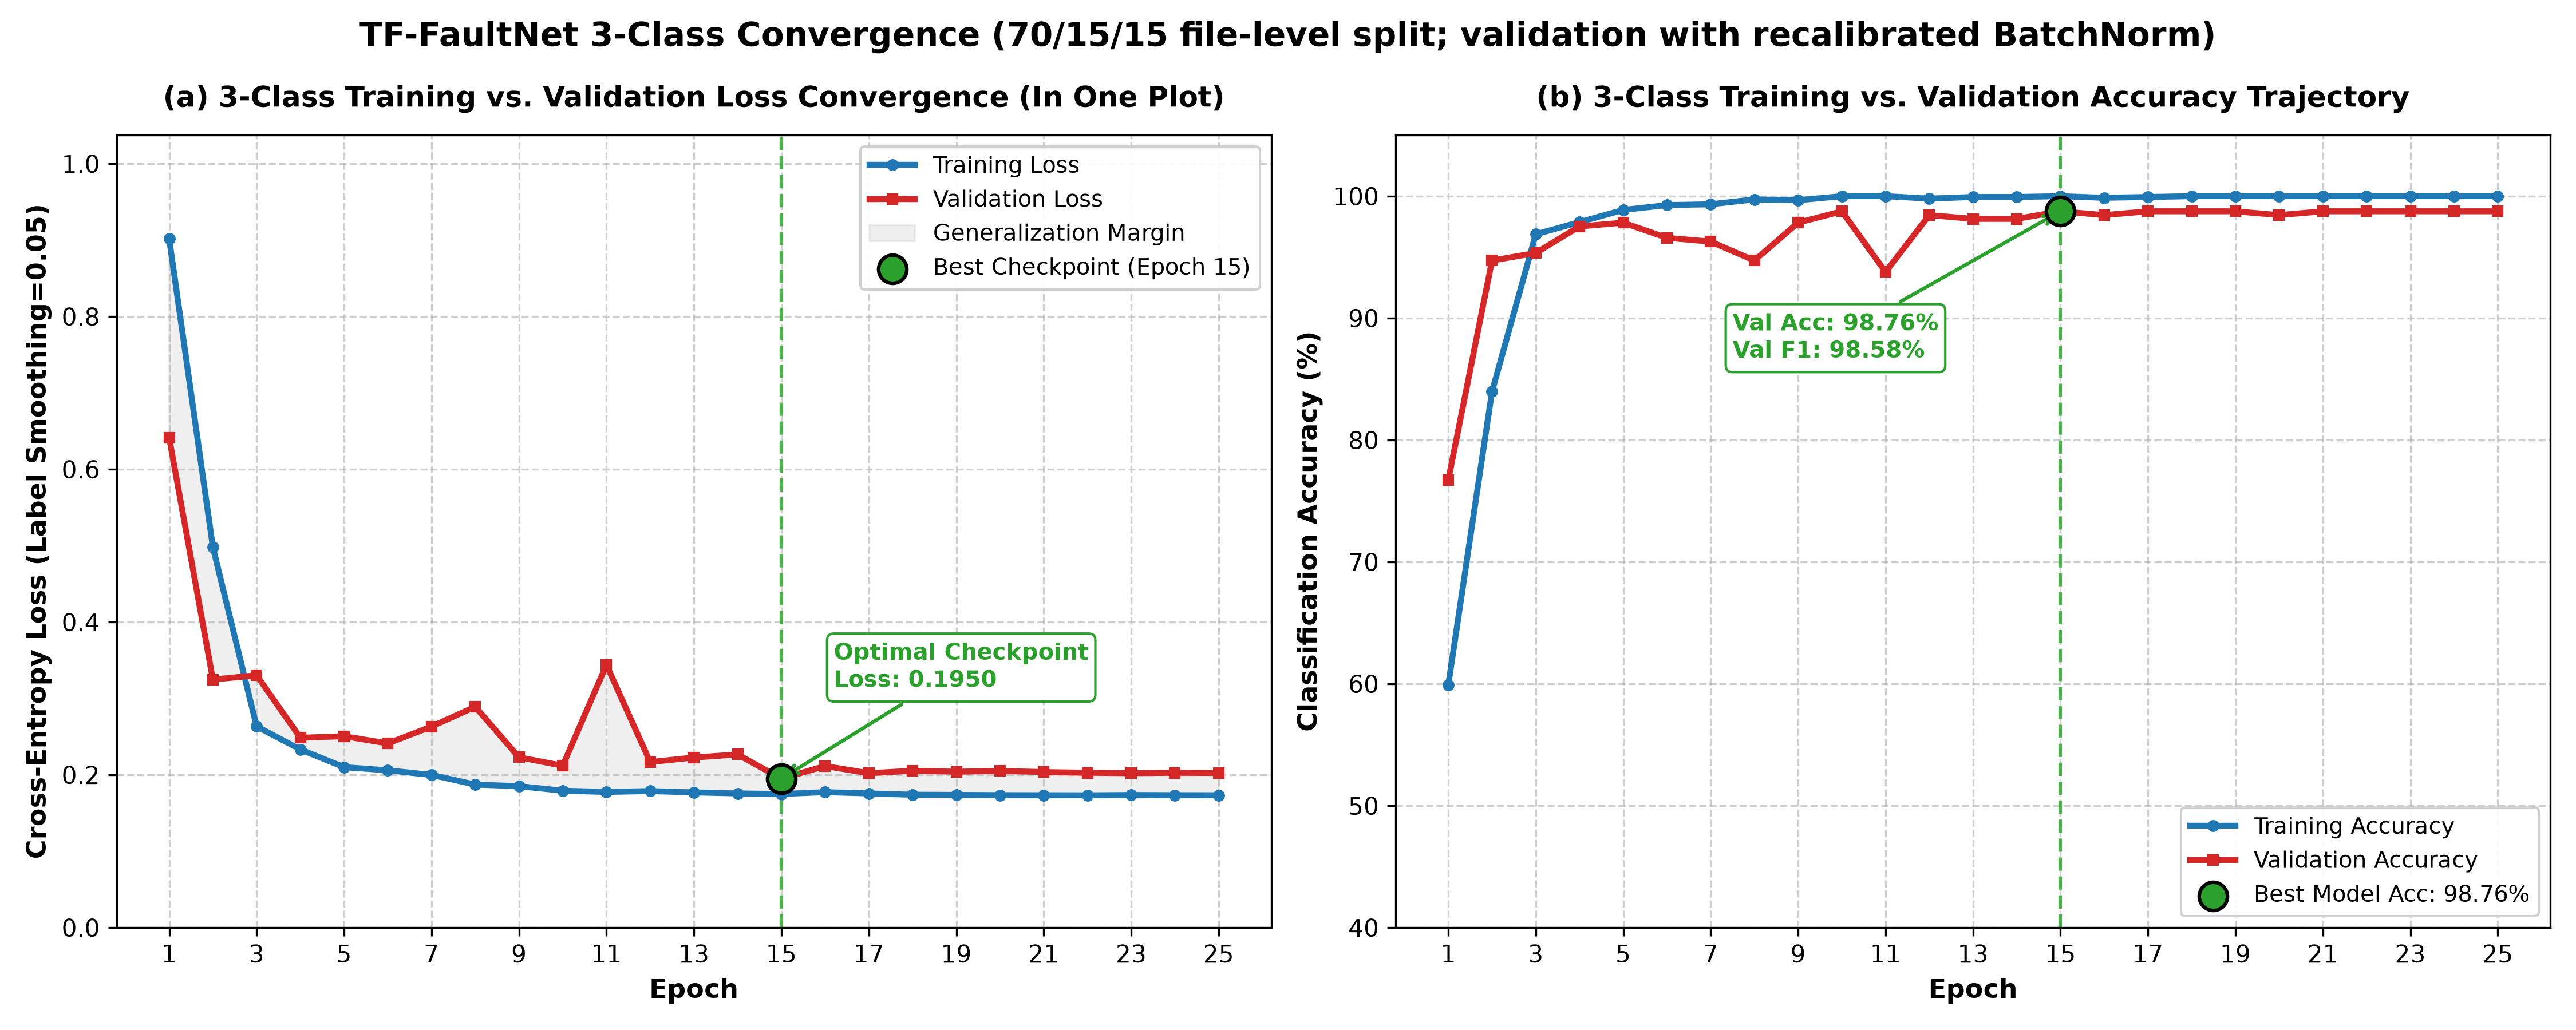 TF-FaultNet 3-Class Convergence (70/15/15 file-level split; validation with recalibrated BatchNorm)
(a) 3-Class Training vs. Validation Loss Convergence (In One Plot)
Cross-Entropy Loss (Label Smoothing=0.05)
1.0
0.8
0.6
0.4
0.2
0.0
Training Loss
Validation Loss
Generalization Margin
Best Checkpoint (Epoch 15)
Optimal Checkpoint
Loss: 0.1950
1 3 5 7 9 11 13 15 17 19 21 23 25
Epoch
(b) 3-Class Training vs. Validation Accuracy Trajectory
Classification Accuracy (%)
100
90
80
70
60
50
40
Val Acc: 98.76%
Val F1: 98.58%
Training Accuracy
Validation Accuracy
Best Model Acc: 98.76%
1 3 5 7 9 11 13 15 17 19 21 23 25
Epoch